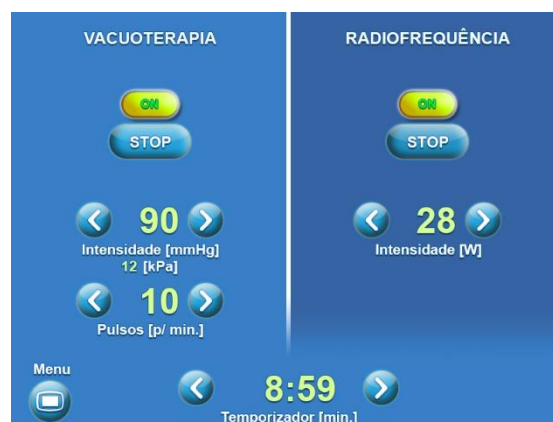 VACUOTERAPIA
ON
STOP
90
Intensidade [mmHg]
12 [kPa]
10
Pulsos [p/ min.]
RADIOFREQUÊNCIA
ON
STOP
28
Intensidade [W]
Menu
8:59
Temporizador [min.]